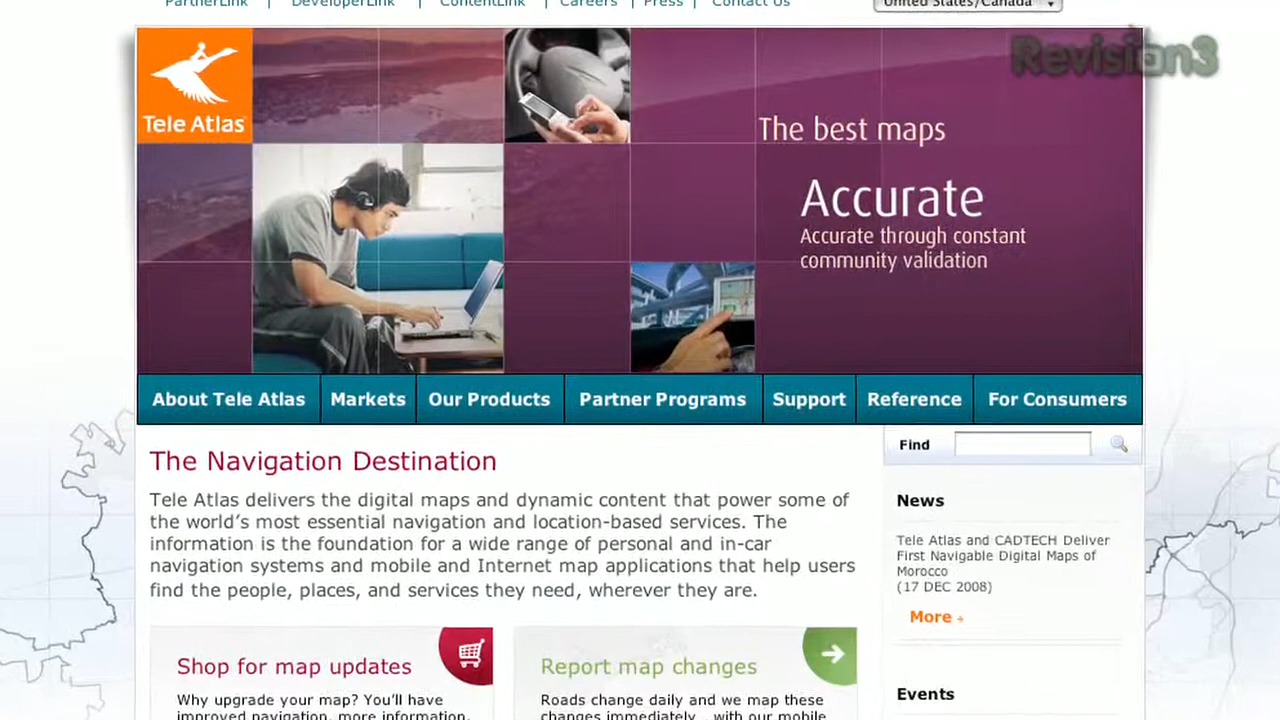 PartnerLink | DeveloperLink | ContentLink | Careers | Press | Contact Us
United States/Canada
Revision3
Tele Atlas
The best maps
Accurate
Accurate through constant
community validation
About Tele Atlas
Markets
Our Products
Partner Programs
Support
Reference
For Consumers
Find
The Navigation Destination
Tele Atlas delivers the digital maps and dynamic content that power some of
the world's most essential navigation and location-based services. The
information is the foundation for a wide range of personal and in-car
navigation systems and mobile and Internet map applications that help users
find the people, places, and services they need, wherever they are.
News
Tele Atlas and CADTECH Deliver
First Navigable Digital Maps of
Morocco
(17 DEC 2008)
More
Events
Shop for map updates
Why upgrade your map? You'll have
improved navigation, more information,
Report map changes
Roads change daily and we map these
changes immediately... with our mobile